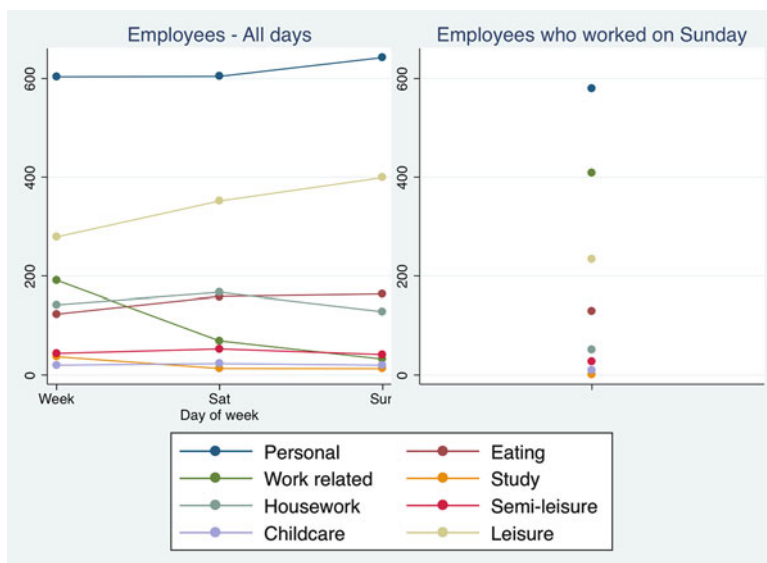 Employees - All days
Employees who worked on Sunday
600
400
200
0
600
400
200
0
Week
Sat
Sur
Day of week
Personal
Eating
Work related
Study
Housework
Semi-leisure
Childcare
Leisure